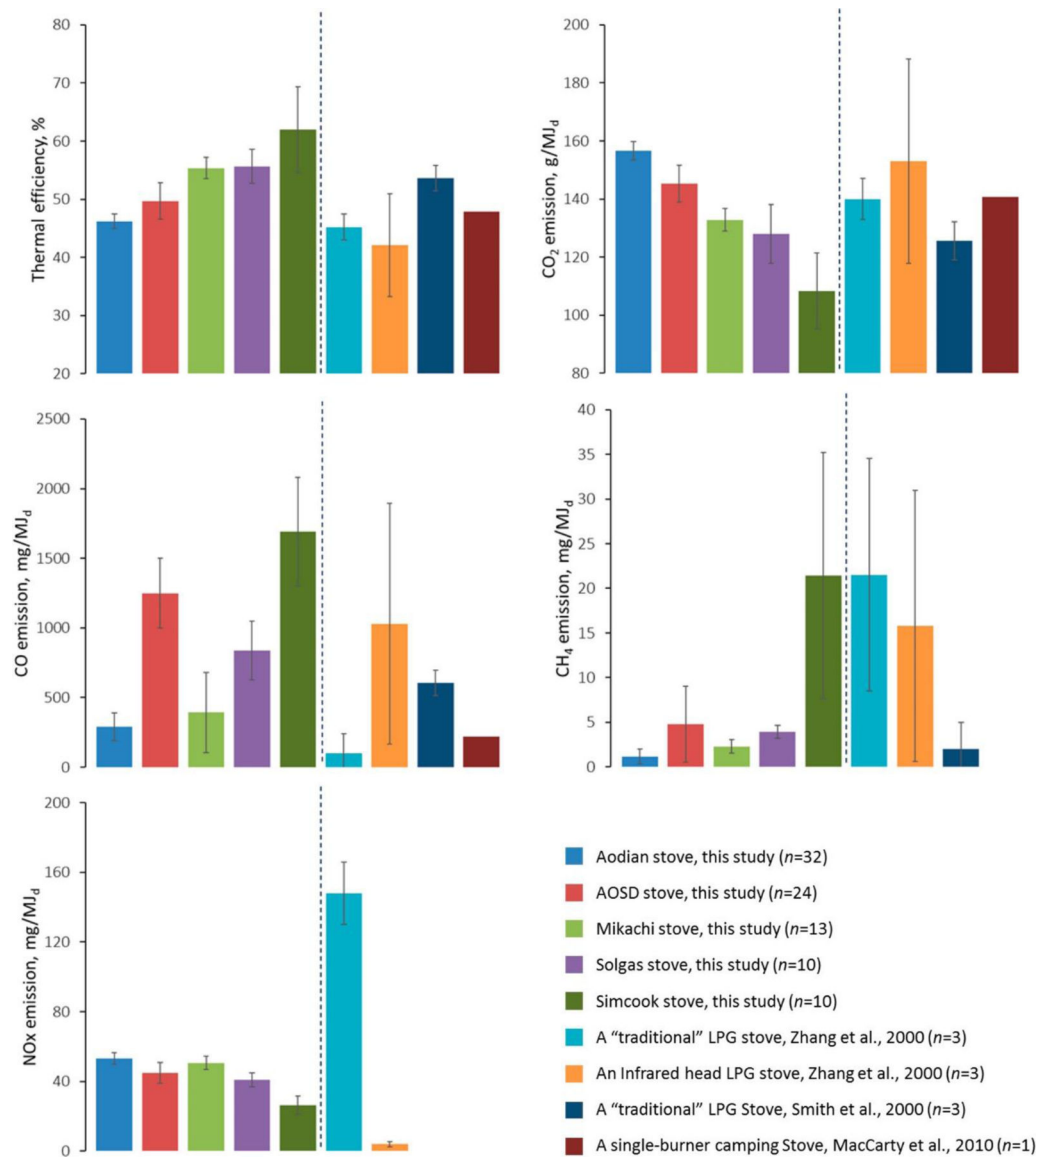 80
70
60
50
40
30
20
Thermal efficiency, %
200
180
160
140
120
100
80
CO2 emission, g/MJd
2500
2000
1500
1000
500
0
CO emission, mg/MJd
40
35
30
25
20
15
10
5
0
CH4 emission, mg/MJd
200
160
120
80
40
0
NOx emission, mg/MJd
Aodian stove, this study (n=32)
AOSD stove, this study (n=24)
Mikachi stove, this study (n=13)
Solgas stove, this study (n=10)
Simcook stove, this study (n=10)
A “traditional” LPG stove, Zhang et al., 2000 (n=3)
An Infrared head LPG stove, Zhang et al., 2000 (n=3)
A “traditional” LPG Stove, Smith et al., 2000 (n=3)
A single-burner camping Stove, MacCarty et al., 2010 (n=1)